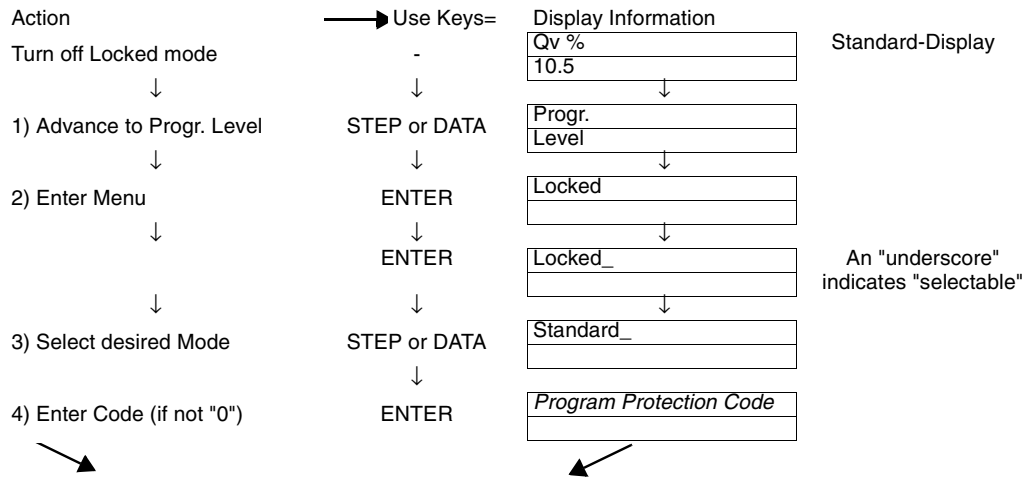 Action Use Keys= Display Information
Qv %
Standard-Display
Turn off Locked mode - 10.5
↓ ↓ ↓
Progr.
1) Advance to Progr. Level STEP or DATA
Level
↓ ↓ ↓
2) Enter Menu ENTER Locked
↓ ↓ ↓
ENTER Locked_ An "underscore"
indicates "selectable"
↓ ↓ ↓
3) Select desired Mode STEP or DATA Standard_
↓
4) Enter Code (if not "0") ENTER Program Protection Code